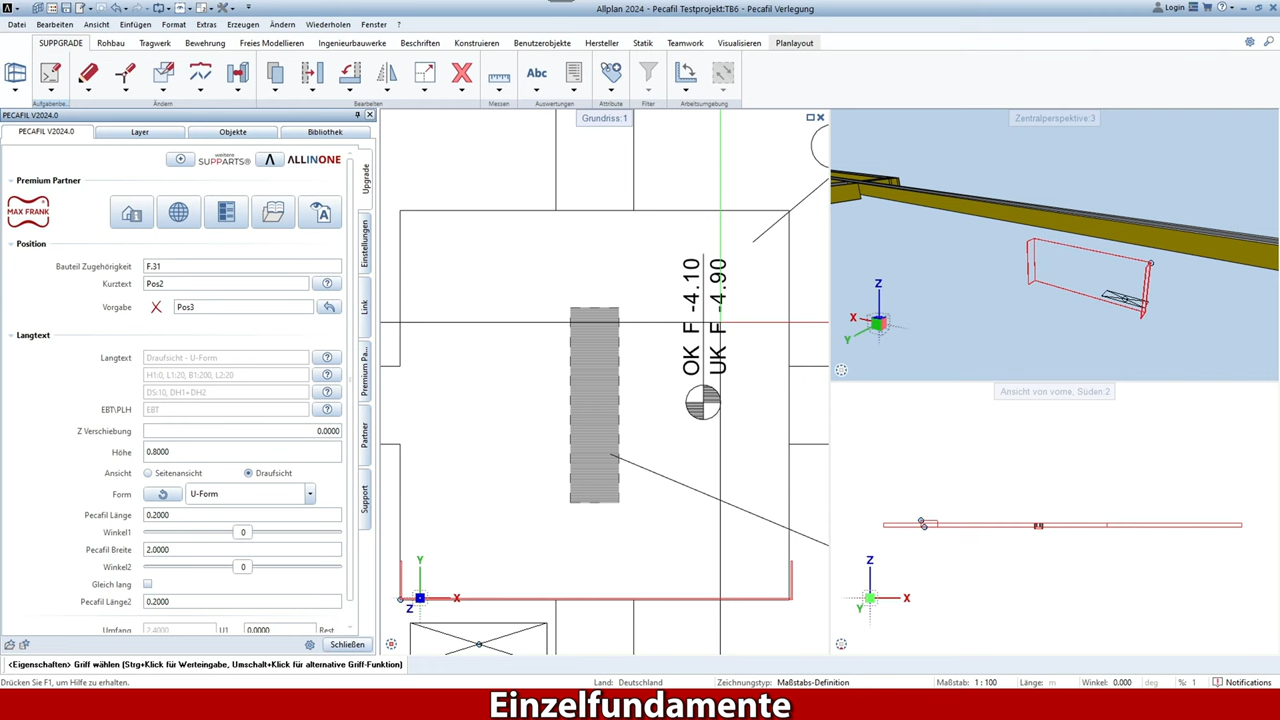 Allplan 2024 - Pecafil Testprojekt:TB6 - Pecafil Verlegung
Login
Datei Bearbeiten Ansicht Einfügen Format Extras Erzeugen Ändern Wiederholen Fenster ?
SUPPGRADE Rohbau Tragwerk Bewehrung Freies Modellieren Ingenieurbauwerke Beschriften Konstruieren Benutzerobjekte Hersteller Statik Teamwork Visualisieren Planlayout
Abc
Aufgabenbe... Ändern Bearbeiten Messen Auswertungen Attribute Filter Arbeitsumgebung
PECAFIL V2024.0
PECAFIL V2024.0 Layer Objekte Bibliothek
weitere
SUPPARTS® ALLINONE
Premium Partner
MAX FRANK
Position
Bauteil Zugehörigkeit F.31
Kurztext Pos2
Vorgabe Pos3
Langtext
Langtext Draufsicht - U-Form
H1:0, L1:20, B1:200, L2:20
DS:10, DH1+DH2
EBT\PLH EBT
Z Verschiebung 0.0000
Höhe 0.8000
Ansicht Seitenansicht Draufsicht
Form U-Form
Pecafil Länge 0.2000
Winkel1 0
Pecafil Breite 2.0000
Winkel2 0
Gleich lang
Pecafil Länge2 0.2000
Umfang 2.4000 U1 0.0000 Rest
Schließen
Upgrade
Einstellungen
Link
Premium Pa...
Partner
Support
Grundriss:1
OK F -4.10
UK F -4.90
Y
X
Z
Zentralperspektive:3
Z
X
Y
Ansicht von vorne, Süden:2
Z
X
Y
<Eigenschaften> Griff wählen (Strg+Klick für Werteingabe, Umschalt+Klick für alternative Griff-Funktion)
Drücken Sie F1, um Hilfe zu erhalten. Land: Deutschland Zeichnungstyp: Maßstabs-Definition Maßstab: 1 : 100 Länge: m Winkel: 0.000 deg %: 1 Notifications
Einzelfundamente